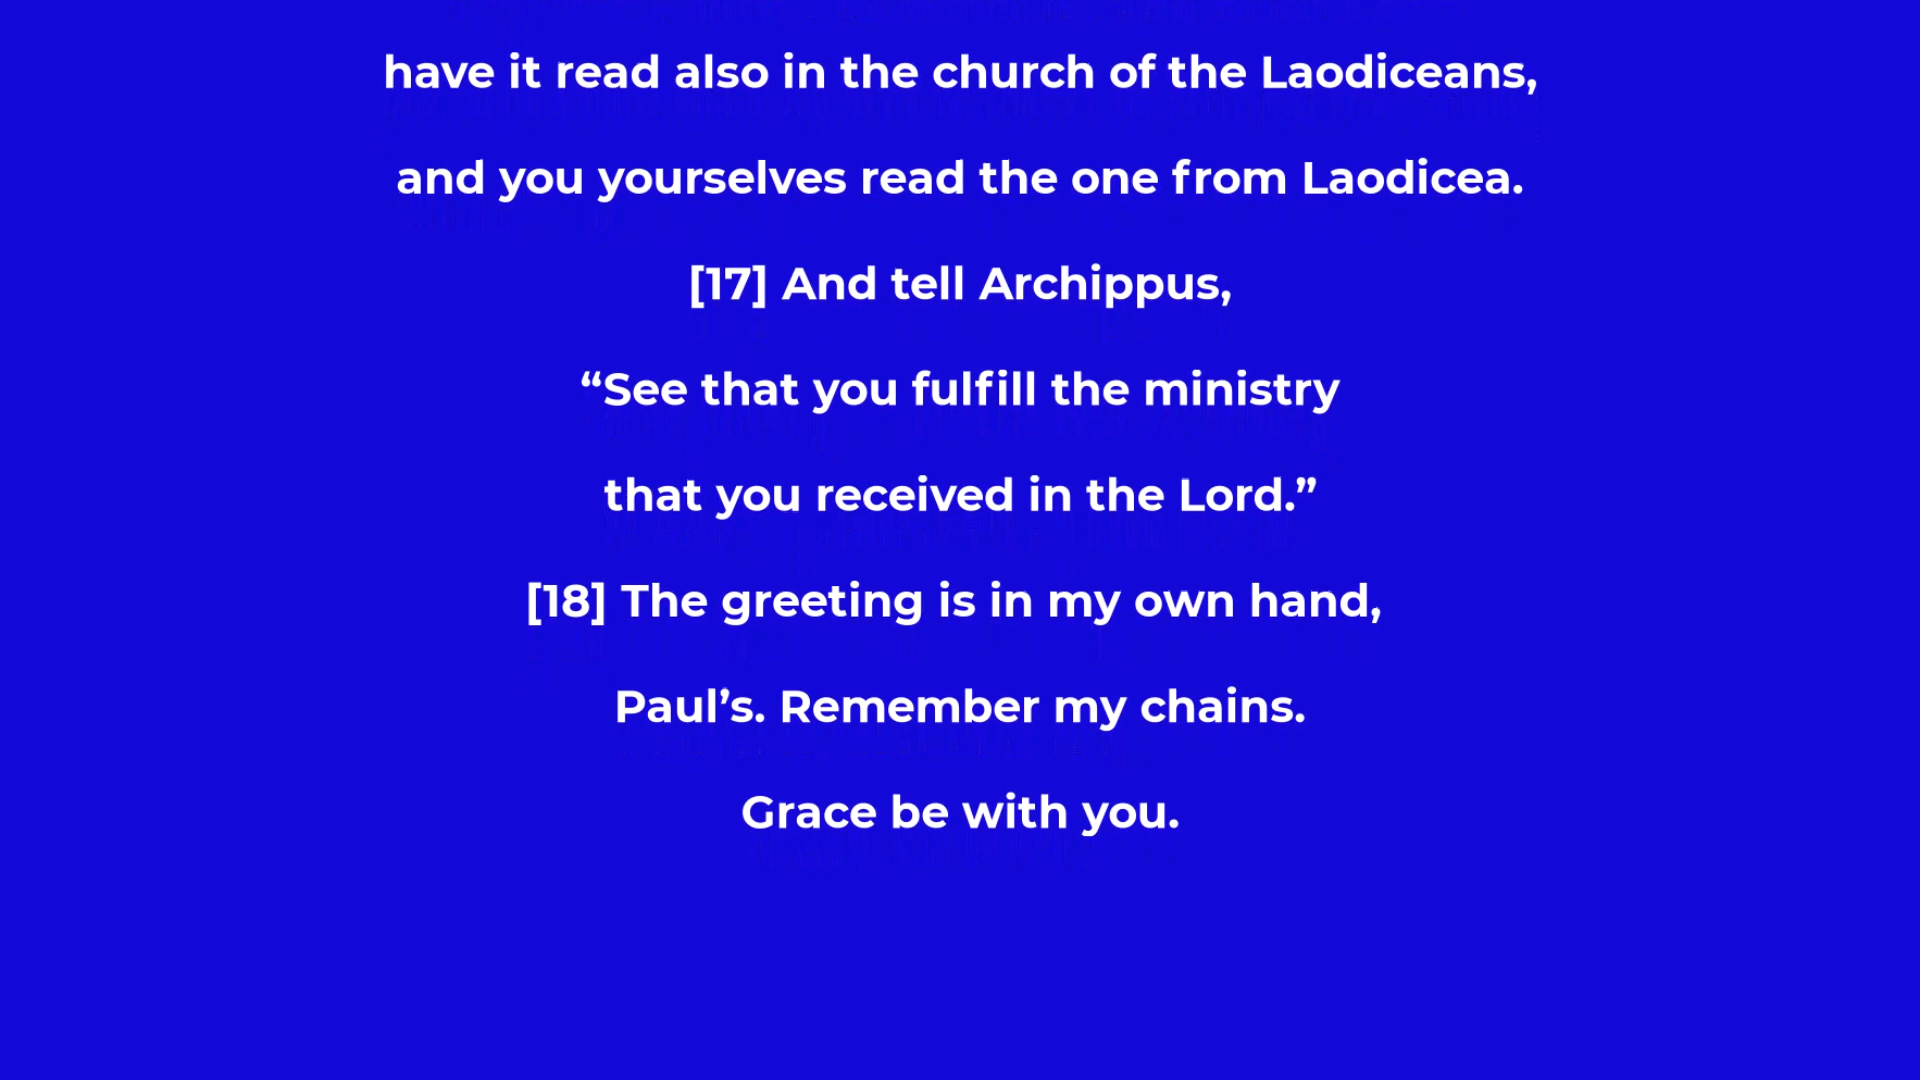 have it read also in the church of the Laodiceans,
and you yourselves read the one from Laodicea.
[17] And tell Archippus,
“See that you fulfill the ministry
that you received in the Lord.”
[18] The greeting is in my own hand,
Paul’s. Remember my chains.
Grace be with you.